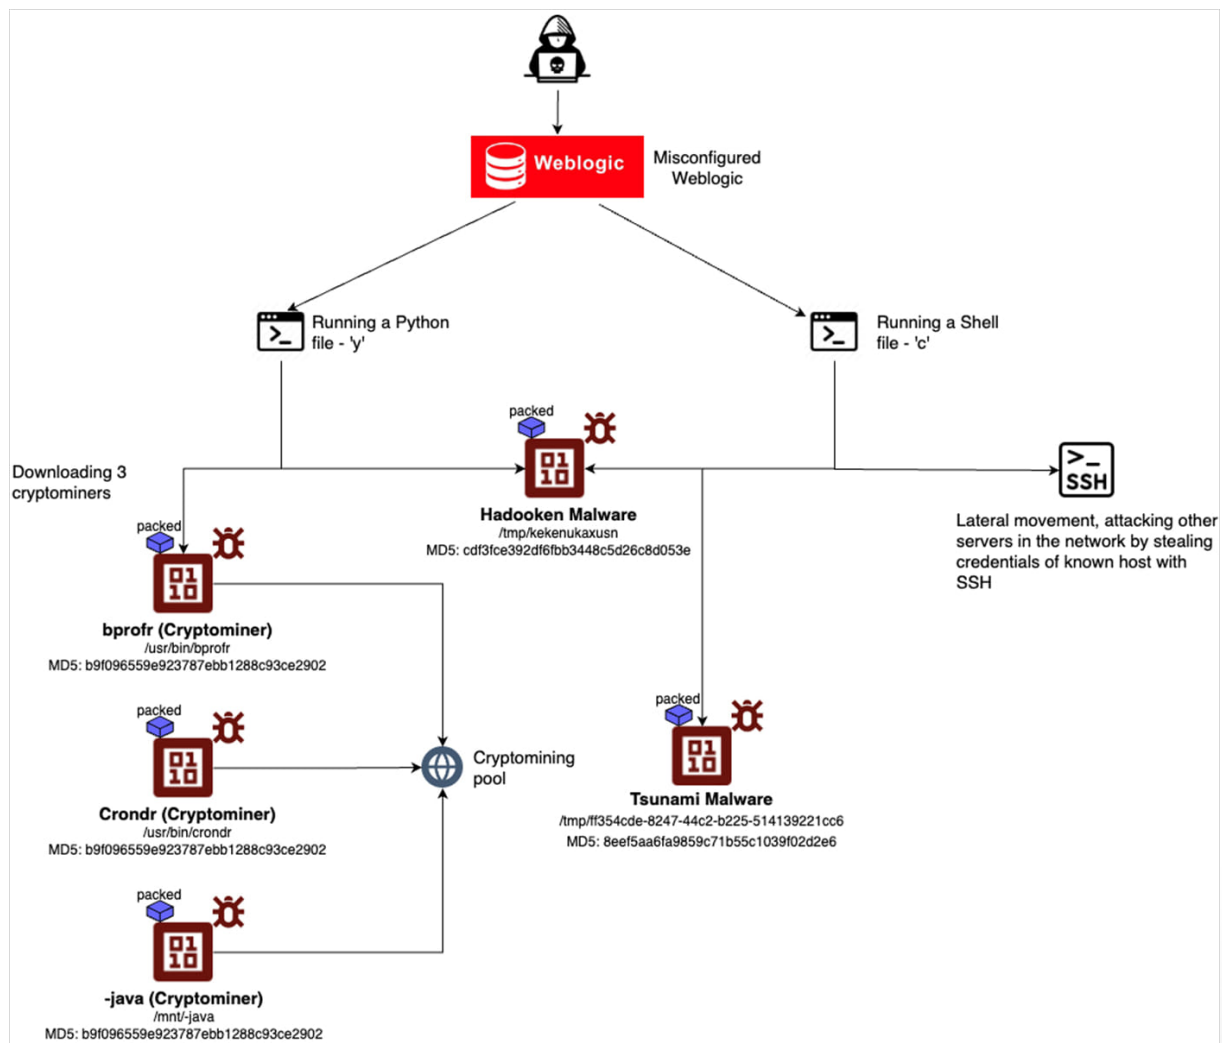 Weblogic
Misconfigured
Weblogic
Running a Python
file - 'y'
Running a Shell
file - 'c'
packed
Hadooken Malware
/tmp/kekenukaxusn
MD5: cdf3fce392df6fbb3448c5d26c8d053e
>_
SSH
Lateral movement, attacking other
servers in the network by stealing
credentials of known host with
SSH
Downloading 3
cryptominers
packed
bprofr (Cryptominer)
/usr/bin/bprofr
MD5: b9f096559e923787ebb1288c93ce2902
packed
Crondr (Cryptominer)
/usr/bin/crondr
MD5: b9f096559e923787ebb1288c93ce2902
Cryptomining
pool
packed
Tsunami Malware
/tmp/ff354cde-8247-44c2-b225-514139221cc6
MD5: 8eef5aa6fa9859c71b55c1039f02d2e6
packed
-java (Cryptominer)
/mnt/-java
MD5: b9f096559e923787ebb1288c93ce2902